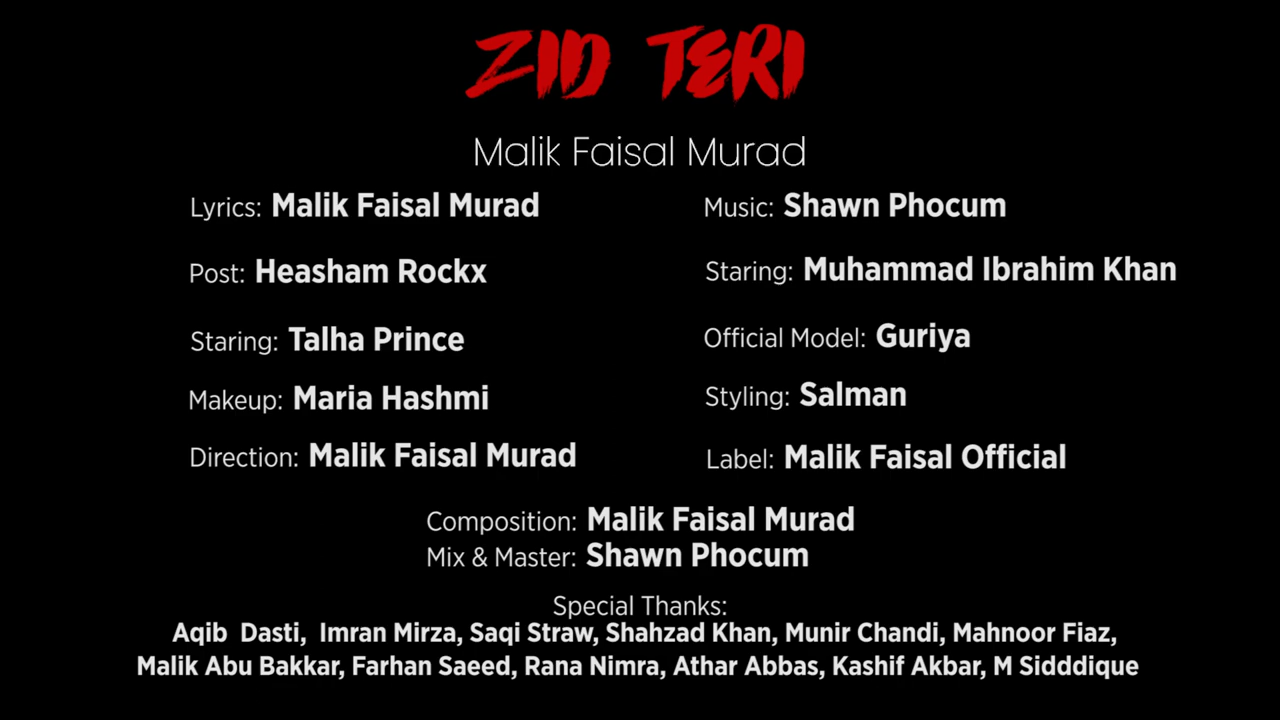 ZID TERI
Malik Faisal Murad
Lyrics: Malik Faisal Murad
Music: Shawn Phocum
Post: Heasham Rockx
Staring: Muhammad Ibrahim Khan
Staring: Talha Prince
Official Model: Guriya
Makeup: Maria Hashmi
Styling: Salman
Direction: Malik Faisal Murad
Label: Malik Faisal Official
Composition: Malik Faisal Murad
Mix & Master: Shawn Phocum
Special Thanks:
Aqib Dasti, Imran Mirza, Saqi Straw, Shahzad Khan, Munir Chandi, Mahnoor Fiaz,
Malik Abu Bakkar, Farhan Saeed, Rana Nimra, Athar Abbas, Kashif Akbar, M Sidddique